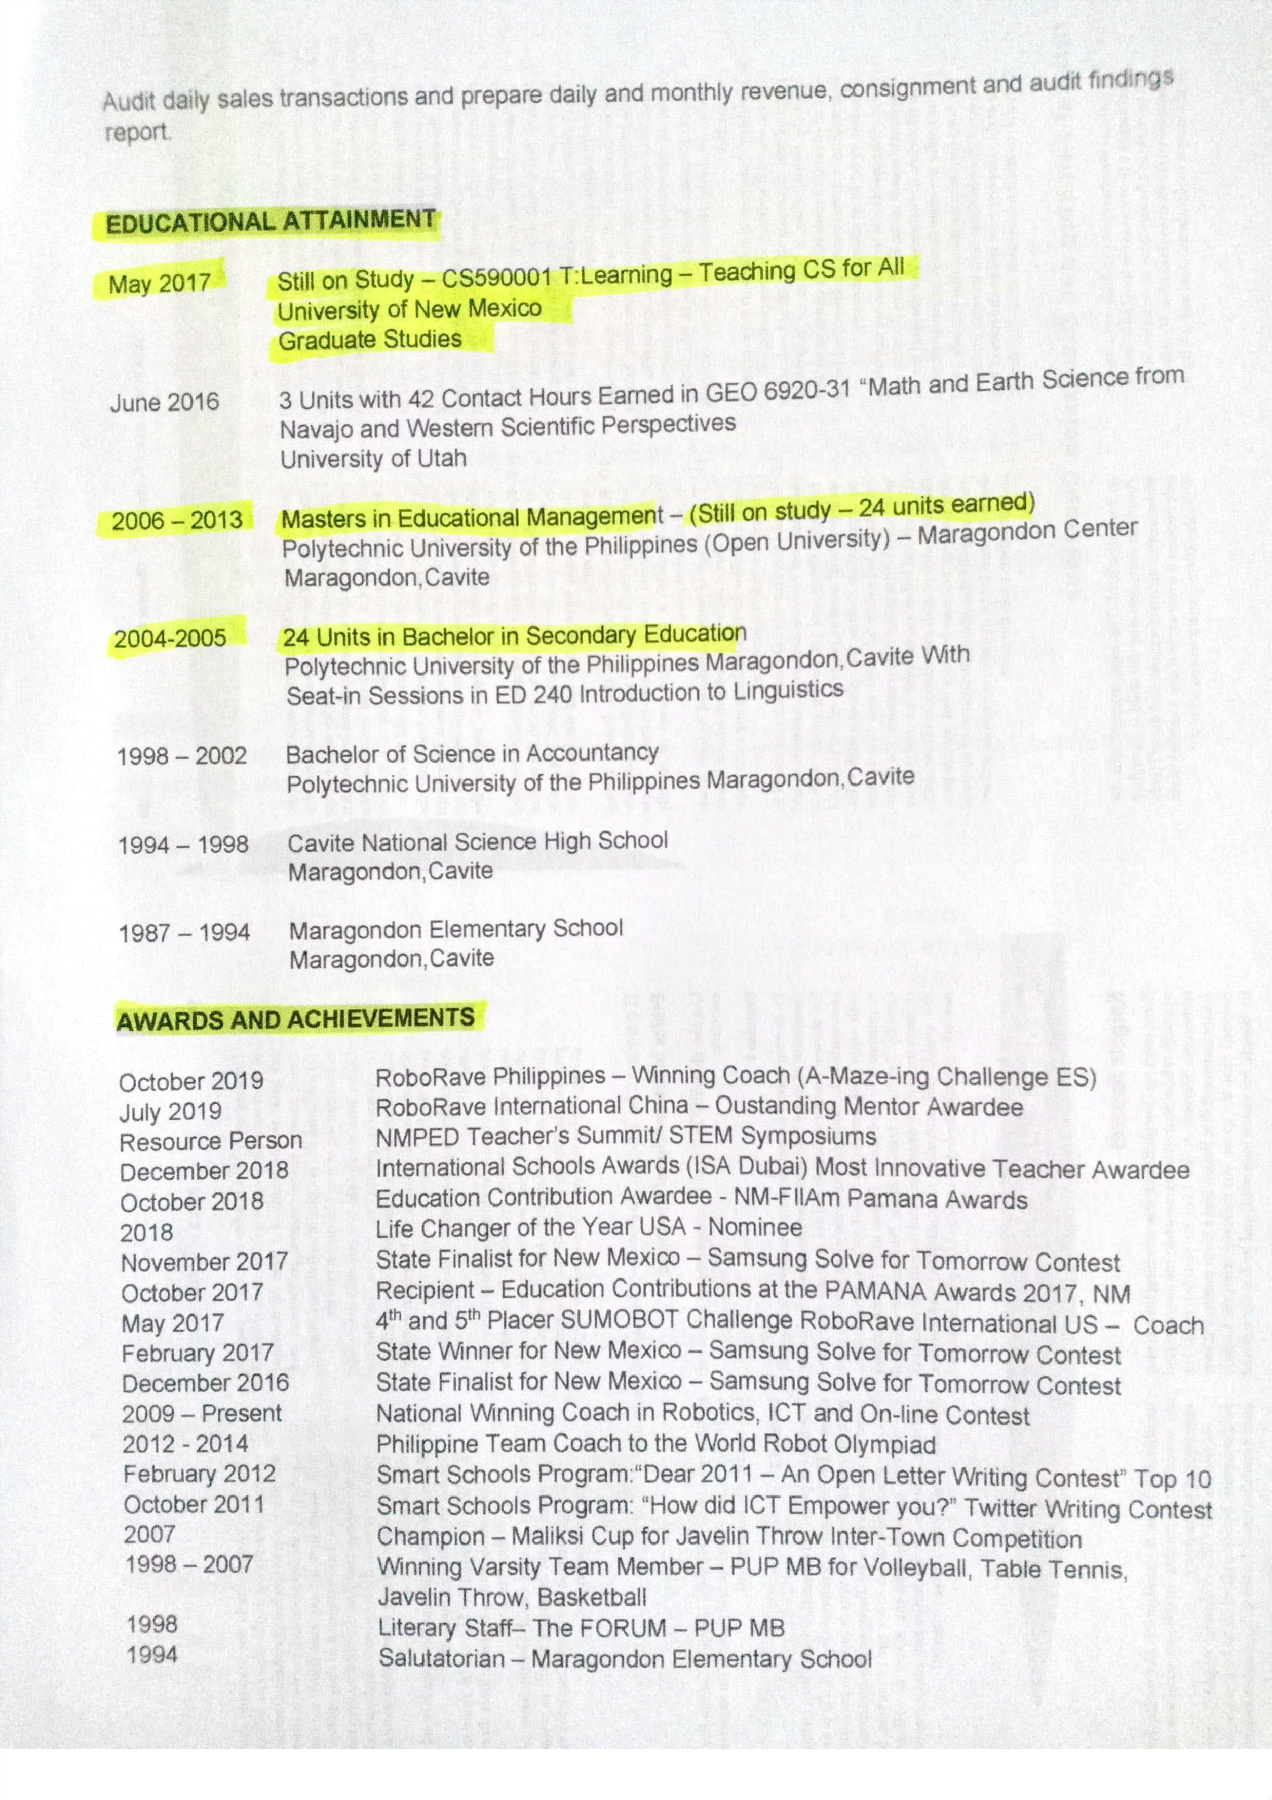 Audit daily sales transactions and prepare daily and monthly revenue, consignment and audit findings
report.
EDUCATIONAL ATTAINMENT
May 2017 Still on Study – CS590001 T:Learning – Teaching CS for All
University of New Mexico
Graduate Studies
June 2016 3 Units with 42 Contact Hours Earned in GEO 6920-31 “Math and Earth Science from
Navajo and Western Scientific Perspectives
University of Utah
2006 – 2013 Masters in Educational Management – (Still on study – 24 units earned)
Polytechnic University of the Philippines (Open University) – Maragondon Center
Maragondon,Cavite
2004-2005 24 Units in Bachelor in Secondary Education
Polytechnic University of the Philippines Maragondon,Cavite With
Seat-in Sessions in ED 240 Introduction to Linguistics
1998 – 2002 Bachelor of Science in Accountancy
Polytechnic University of the Philippines Maragondon,Cavite
1994 – 1998 Cavite National Science High School
Maragondon,Cavite
1987 – 1994 Maragondon Elementary School
Maragondon,Cavite
AWARDS AND ACHIEVEMENTS
October 2019 RoboRave Philippines – Winning Coach (A-Maze-ing Challenge ES)
July 2019 RoboRave International China – Oustanding Mentor Awardee
Resource Person NMPED Teacher's Summit/ STEM Symposiums
December 2018 International Schools Awards (ISA Dubai) Most Innovative Teacher Awardee
October 2018 Education Contribution Awardee - NM-FIIAm Pamana Awards
2018 Life Changer of the Year USA - Nominee
November 2017 State Finalist for New Mexico – Samsung Solve for Tomorrow Contest
October 2017 Recipient – Education Contributions at the PAMANA Awards 2017, NM
May 2017 4th and 5th Placer SUMOBOT Challenge RoboRave International US – Coach
February 2017 State Winner for New Mexico – Samsung Solve for Tomorrow Contest
December 2016 State Finalist for New Mexico – Samsung Solve for Tomorrow Contest
2009 – Present National Winning Coach in Robotics, ICT and On-line Contest
2012 - 2014 Philippine Team Coach to the World Robot Olympiad
February 2012 Smart Schools Program:“Dear 2011 – An Open Letter Writing Contest” Top 10
October 2011 Smart Schools Program: “How did ICT Empower you?” Twitter Writing Contest
2007 Champion – Maliksi Cup for Javelin Throw Inter-Town Competition
1998 – 2007 Winning Varsity Team Member – PUP MB for Volleyball, Table Tennis,
Javelin Throw, Basketball
1998 Literary Staff– The FORUM – PUP MB
1994 Salutatorian – Maragondon Elementary School